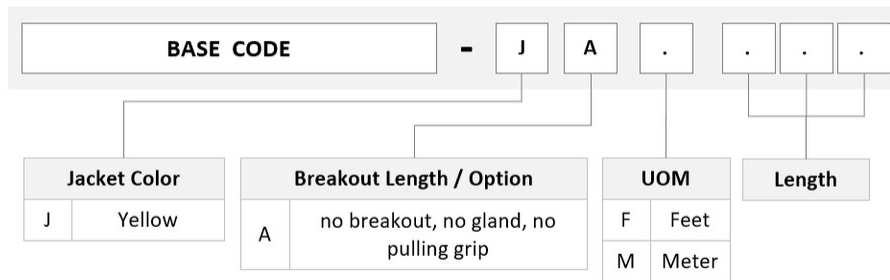 BASE CODE - J A . . . .
Jacket Color
J Yellow
Breakout Length / Option
A no breakout, no gland, no
pulling grip
UOM
F Feet
M Meter
Length